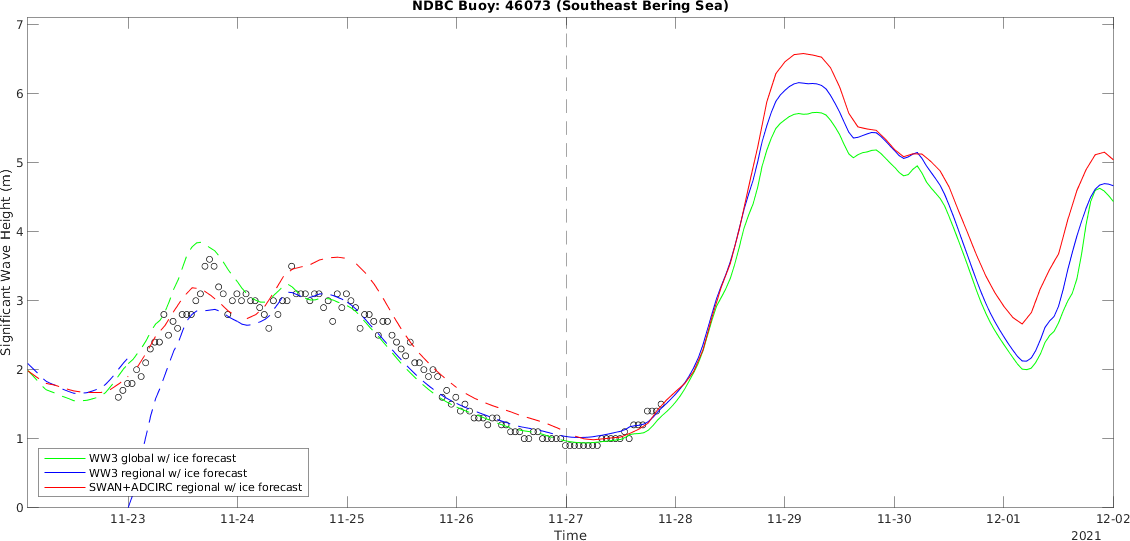 NDBC Buoy: 46073 (Southeast Bering Sea)
7
6
5
4
3
2
1
0
Significant Wave Height (m)
WW3 global w/ ice forecast
WW3 regional w/ ice forecast
SWAN+ADCIRC regional w/ ice forecast
11-23 11-24 11-25 11-26 11-27 11-28 11-29 11-30 12-01 12-02
Time
2021